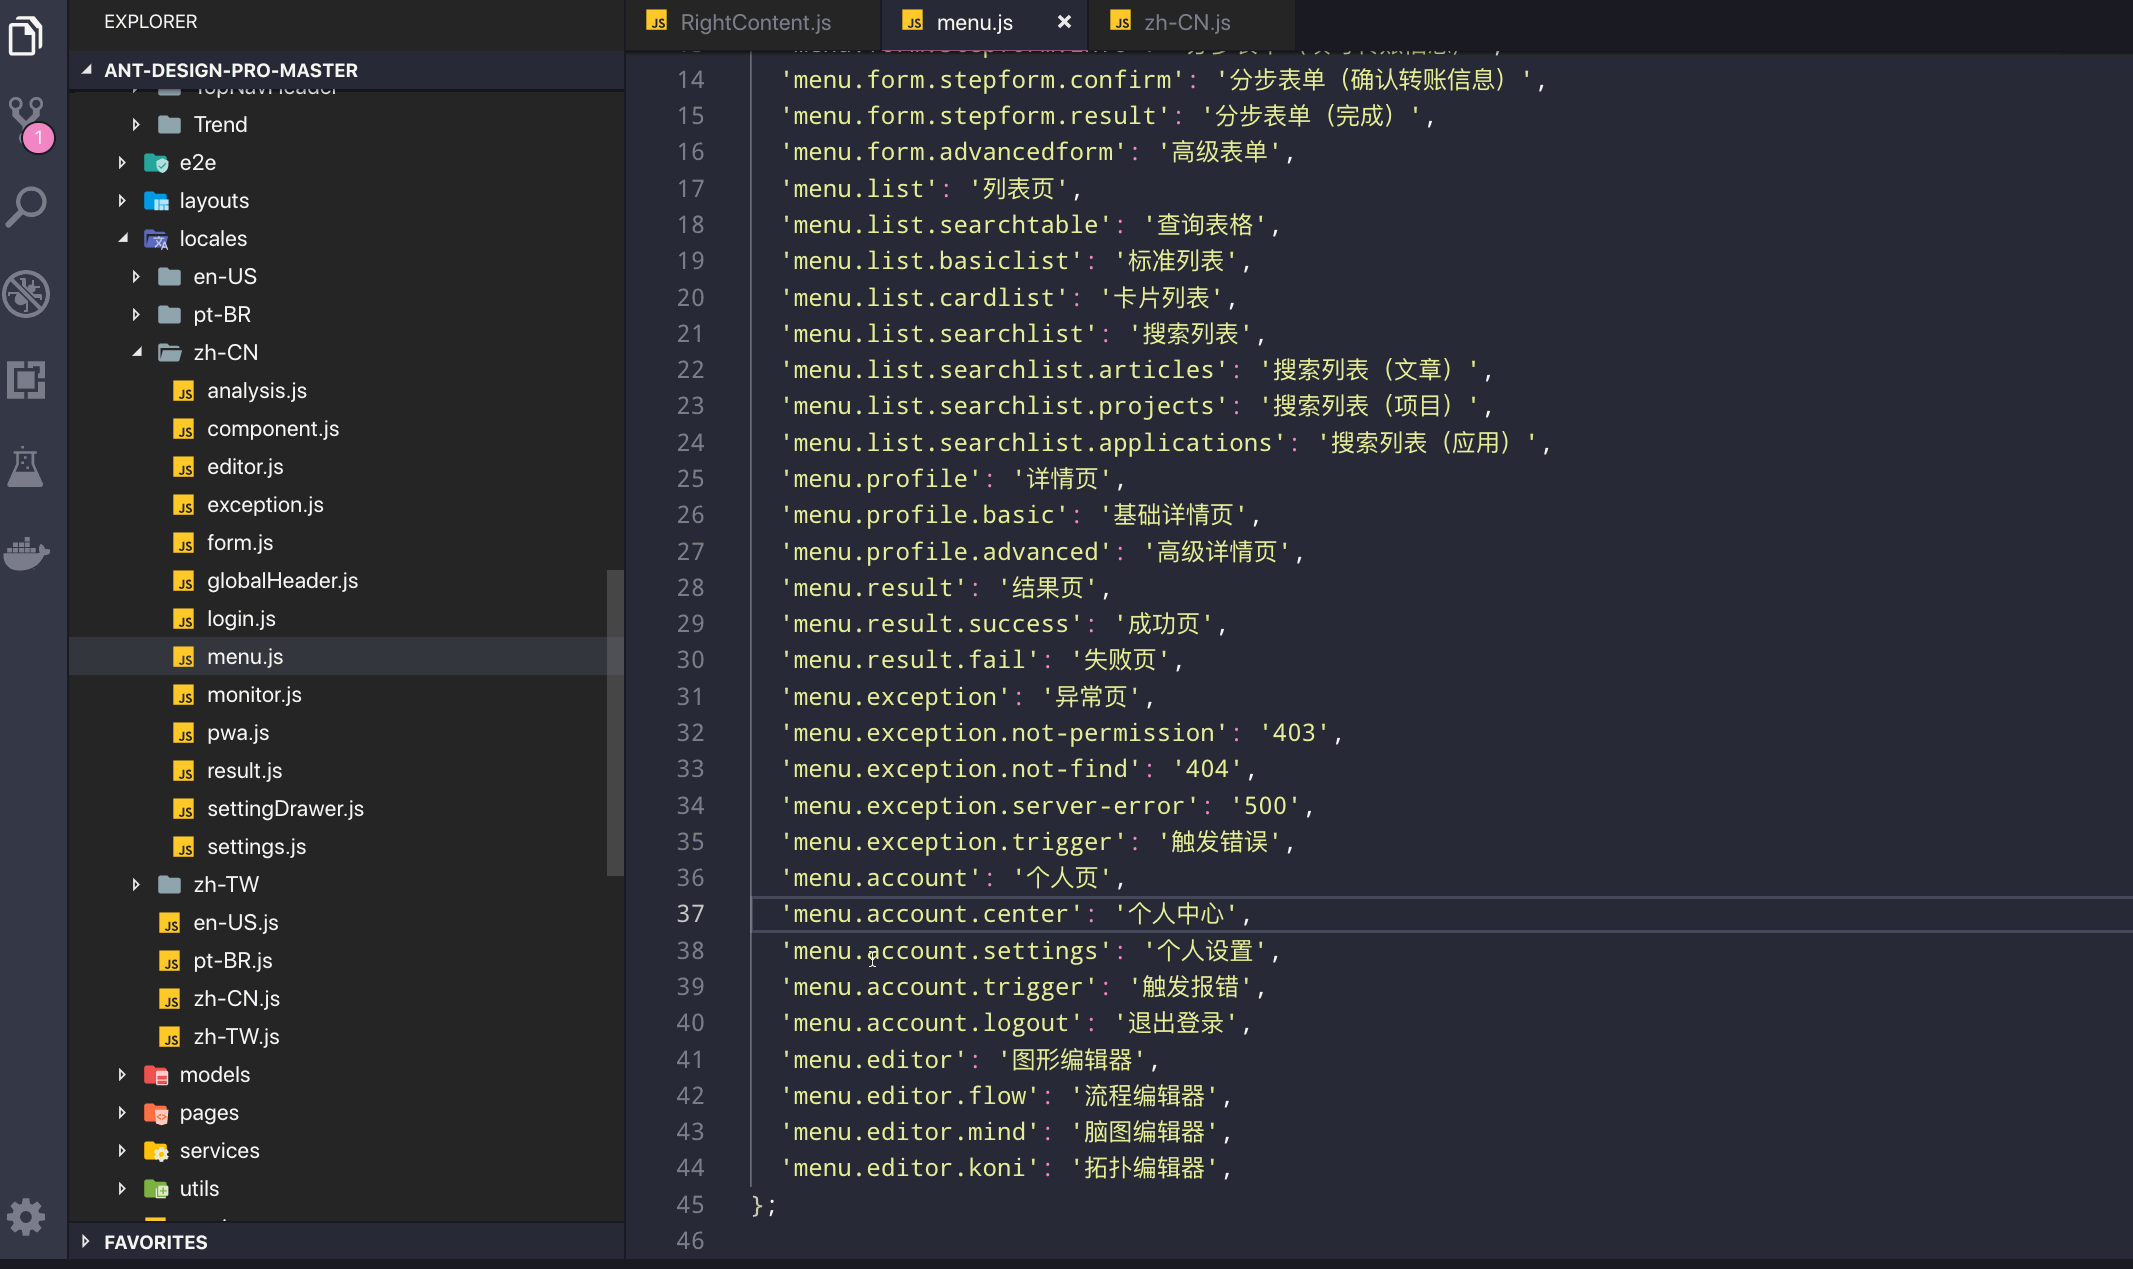 EXPLORER
ANT-DESIGN-PRO-MASTER
TopNavHeader
Trend
e2e
layouts
locales
en-US
pt-BR
zh-CN
analysis.js
component.js
editor.js
exception.js
form.js
globalHeader.js
login.js
menu.js
monitor.js
pwa.js
result.js
settingDrawer.js
settings.js
zh-TW
en-US.js
pt-BR.js
zh-CN.js
zh-TW.js
models
pages
services
utils
FAVORITES
1
RightContent.js
menu.js
zh-CN.js
14 'menu.form.stepform.confirm': '分步表单（确认转账信息）',
15 'menu.form.stepform.result': '分步表单（完成）',
16 'menu.form.advancedform': '高级表单',
17 'menu.list': '列表页',
18 'menu.list.searchtable': '查询表格',
19 'menu.list.basiclist': '标准列表',
20 'menu.list.cardlist': '卡片列表',
21 'menu.list.searchlist': '搜索列表',
22 'menu.list.searchlist.articles': '搜索列表（文章）',
23 'menu.list.searchlist.projects': '搜索列表（项目）',
24 'menu.list.searchlist.applications': '搜索列表（应用）',
25 'menu.profile': '详情页',
26 'menu.profile.basic': '基础详情页',
27 'menu.profile.advanced': '高级详情页',
28 'menu.result': '结果页',
29 'menu.result.success': '成功页',
30 'menu.result.fail': '失败页',
31 'menu.exception': '异常页',
32 'menu.exception.not-permission': '403',
33 'menu.exception.not-find': '404',
34 'menu.exception.server-error': '500',
35 'menu.exception.trigger': '触发错误',
36 'menu.account': '个人页',
37 'menu.account.center': '个人中心',
38 'menu.account.settings': '个人设置',
39 'menu.account.trigger': '触发报错',
40 'menu.account.logout': '退出登录',
41 'menu.editor': '图形编辑器',
42 'menu.editor.flow': '流程编辑器',
43 'menu.editor.mind': '脑图编辑器',
44 'menu.editor.koni': '拓扑编辑器',
45 };
46